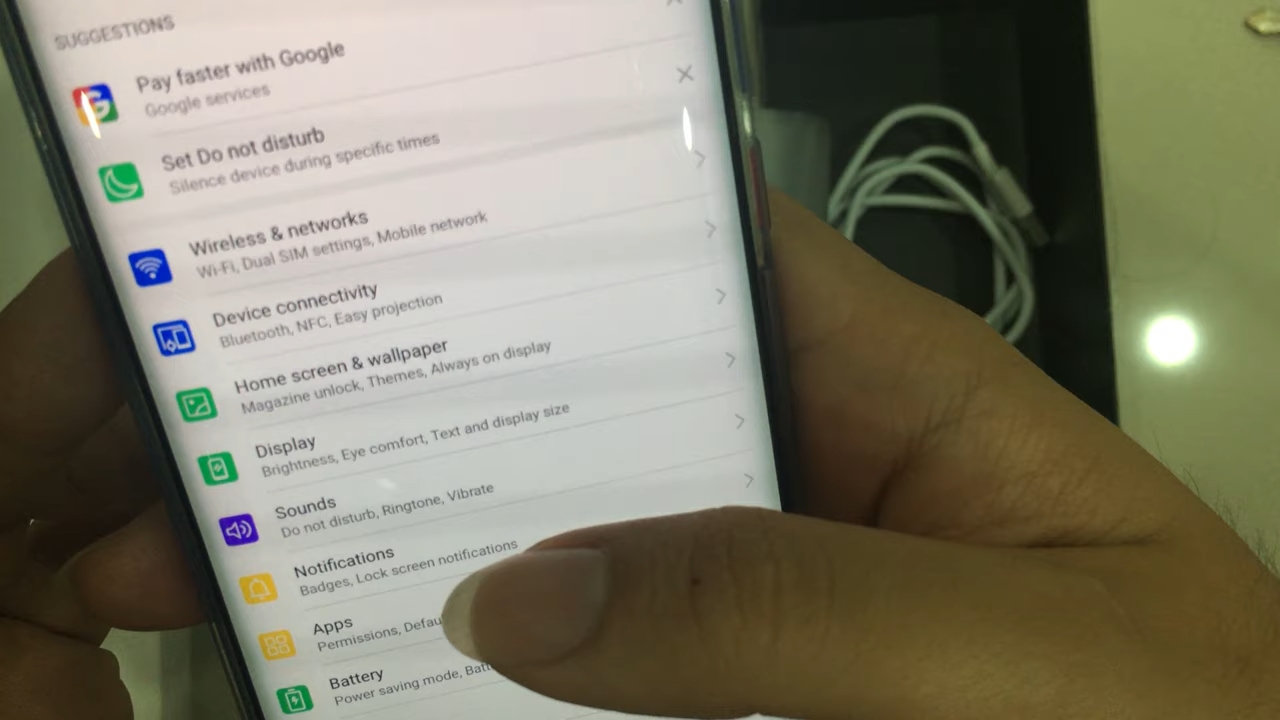 SUGGESTIONS
Pay faster with Google
Google services
Set Do not disturb
Silence device during specific times
Wireless & networks
Wi-Fi, Dual SIM settings, Mobile network
Device connectivity
Bluetooth, NFC, Easy projection
Home screen & wallpaper
Magazine unlock, Themes, Always on display
Display
Brightness, Eye comfort, Text and display size
Sounds
Do not disturb, Ringtone, Vibrate
Notifications
Badges, Lock screen notifications
Apps
Permissions,
Battery
Power saving mode,